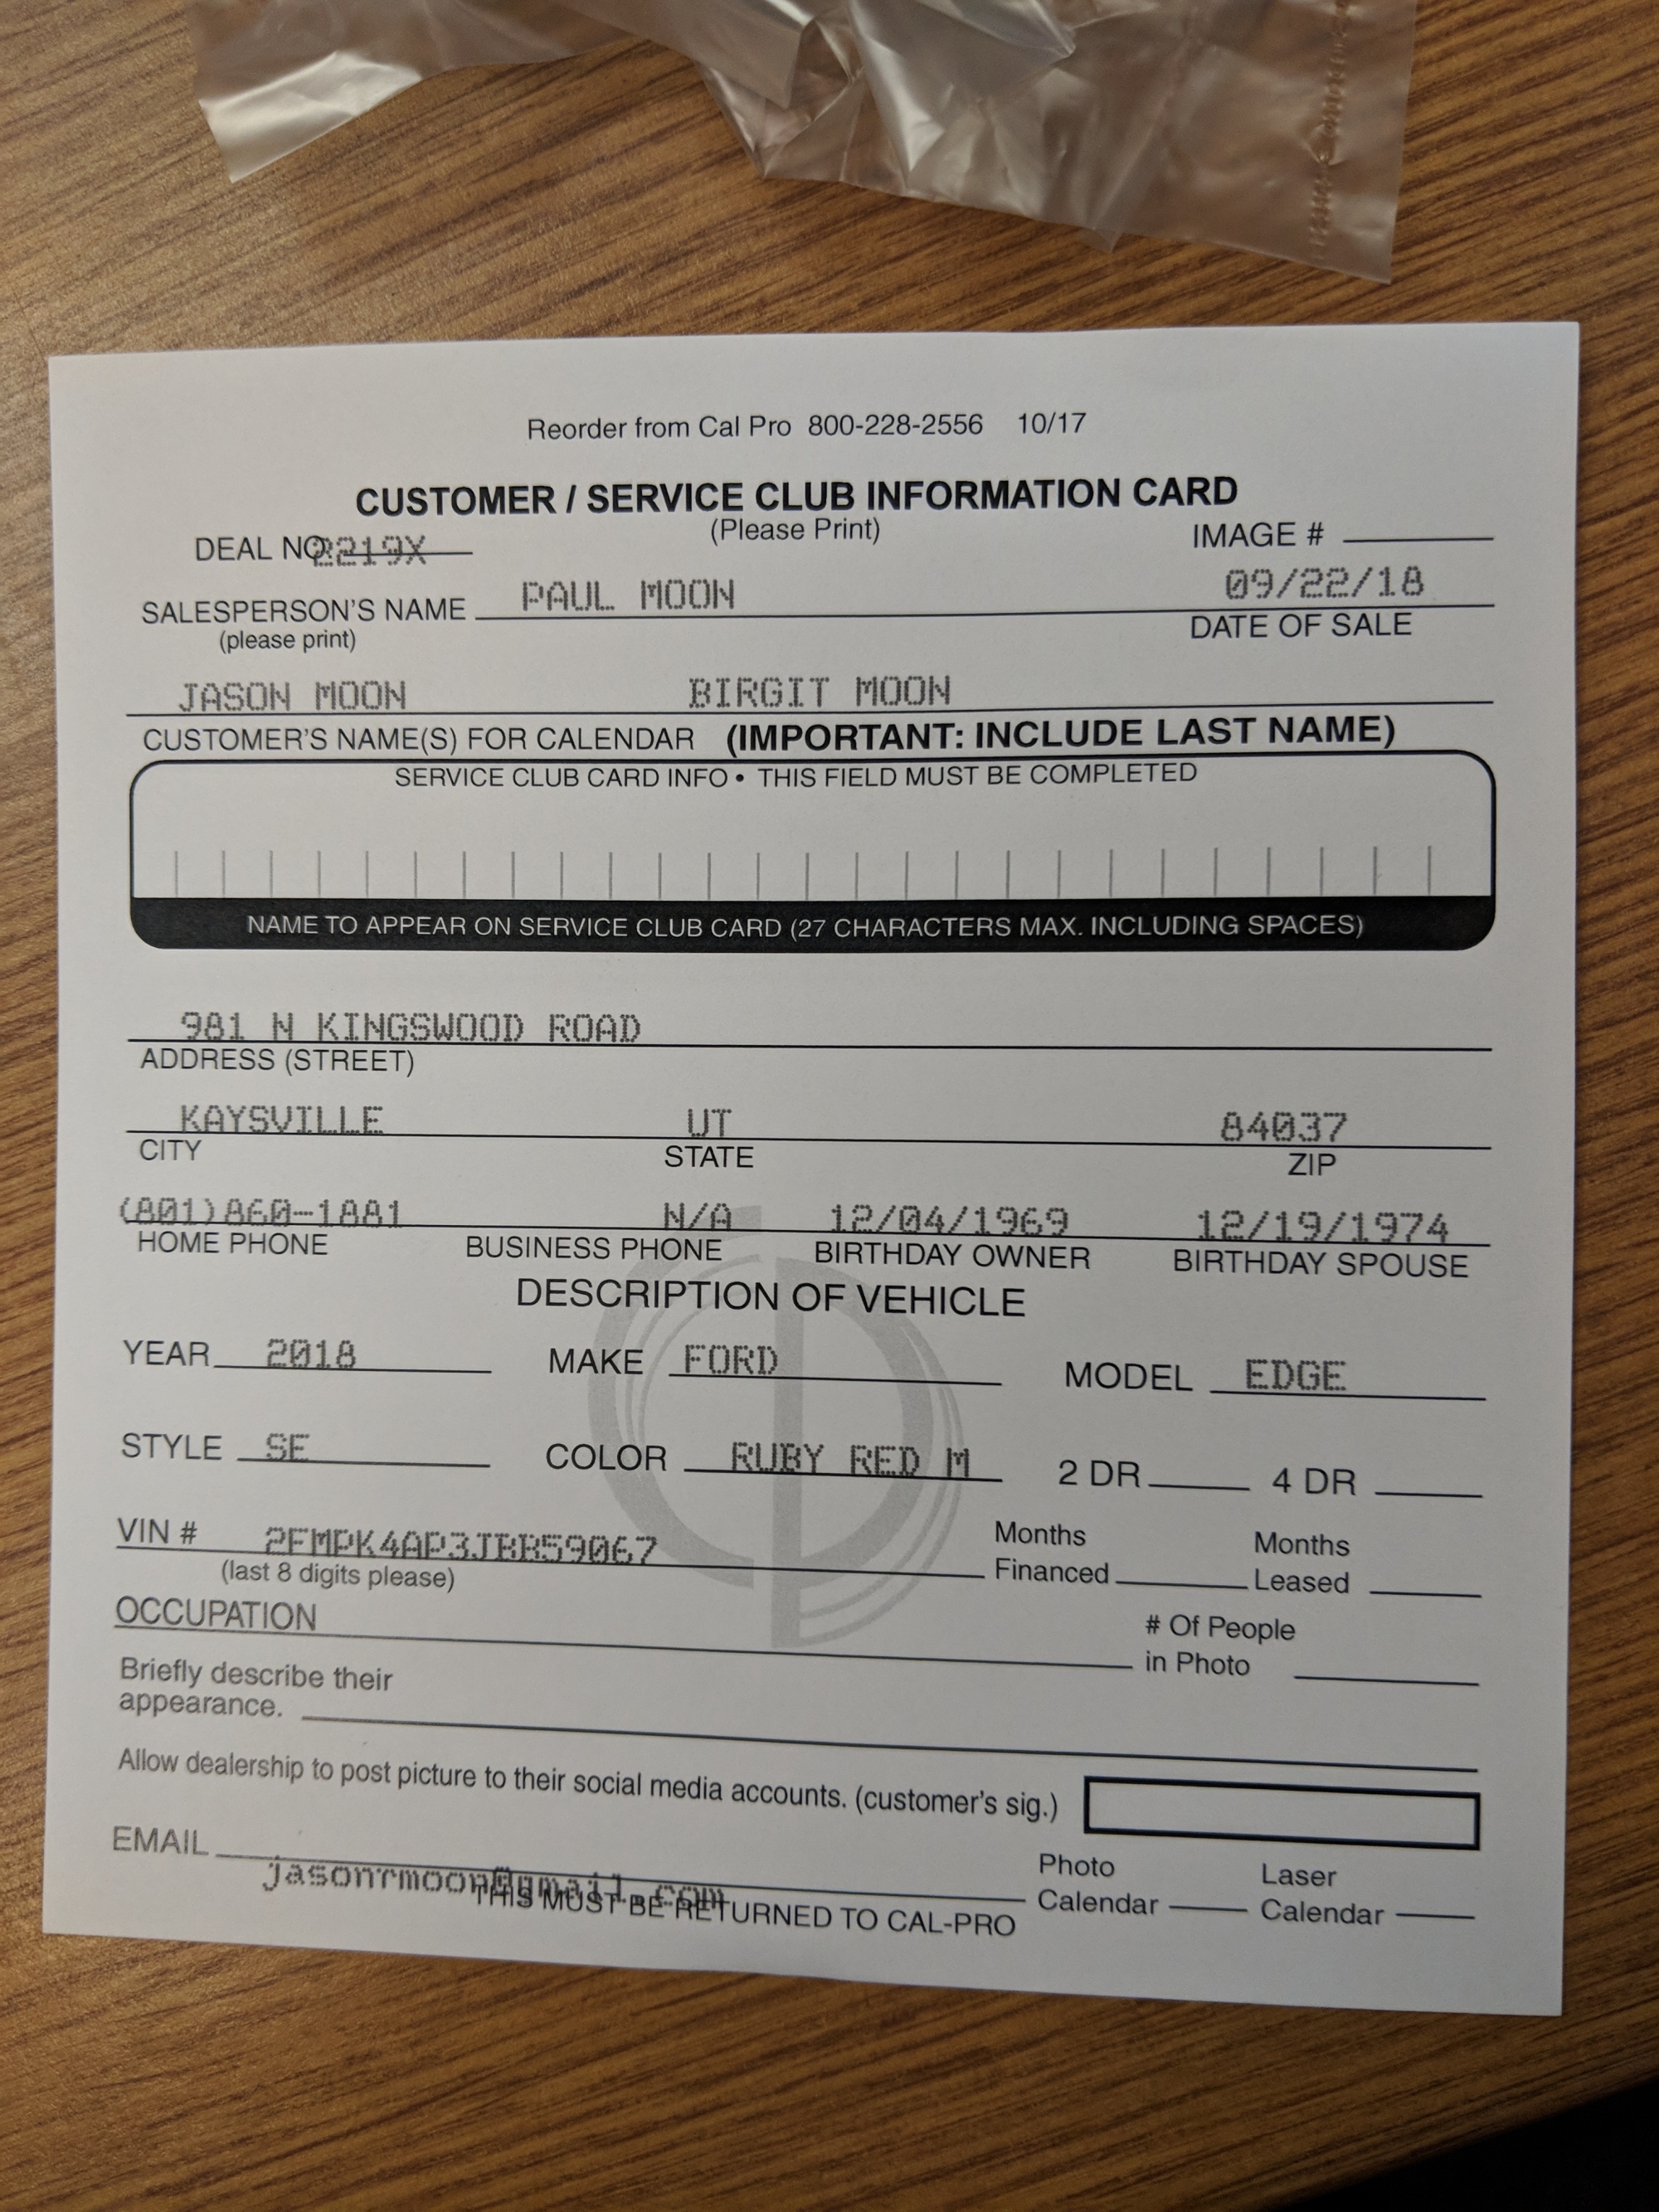 Reorder from Cal Pro 800-228-2556 10/17
CUSTOMER / SERVICE CLUB INFORMATION CARD
(Please Print)
DEAL NO. 2219X IMAGE #
SALESPERSON'S NAME PAUL MOON 09/22/18
(please print) DATE OF SALE
JASON MOON BIRGIT MOON
CUSTOMER'S NAME(S) FOR CALENDAR (IMPORTANT: INCLUDE LAST NAME)
SERVICE CLUB CARD INFO • THIS FIELD MUST BE COMPLETED
NAME TO APPEAR ON SERVICE CLUB CARD (27 CHARACTERS MAX. INCLUDING SPACES)
981 N KINGSWOOD ROAD
ADDRESS (STREET)
KAYSVILLE UT 84037
CITY STATE ZIP
(801)860-1881 N/A 12/04/1969 12/19/1974
HOME PHONE BUSINESS PHONE BIRTHDAY OWNER BIRTHDAY SPOUSE
DESCRIPTION OF VEHICLE
YEAR 2018 MAKE FORD MODEL EDGE
STYLE SE COLOR RUBY RED M 2 DR 4 DR
VIN # 2FMPK4AP3JBB59067 Months Months
(last 8 digits please) Financed Leased
OCCUPATION # Of People
in Photo
Briefly describe their
appearance.
Allow dealership to post picture to their social media accounts. (customer's sig.)
EMAIL jasonrmoon@gmail.com Photo Laser
Calendar Calendar
THIS MUST BE RETURNED TO CAL-PRO